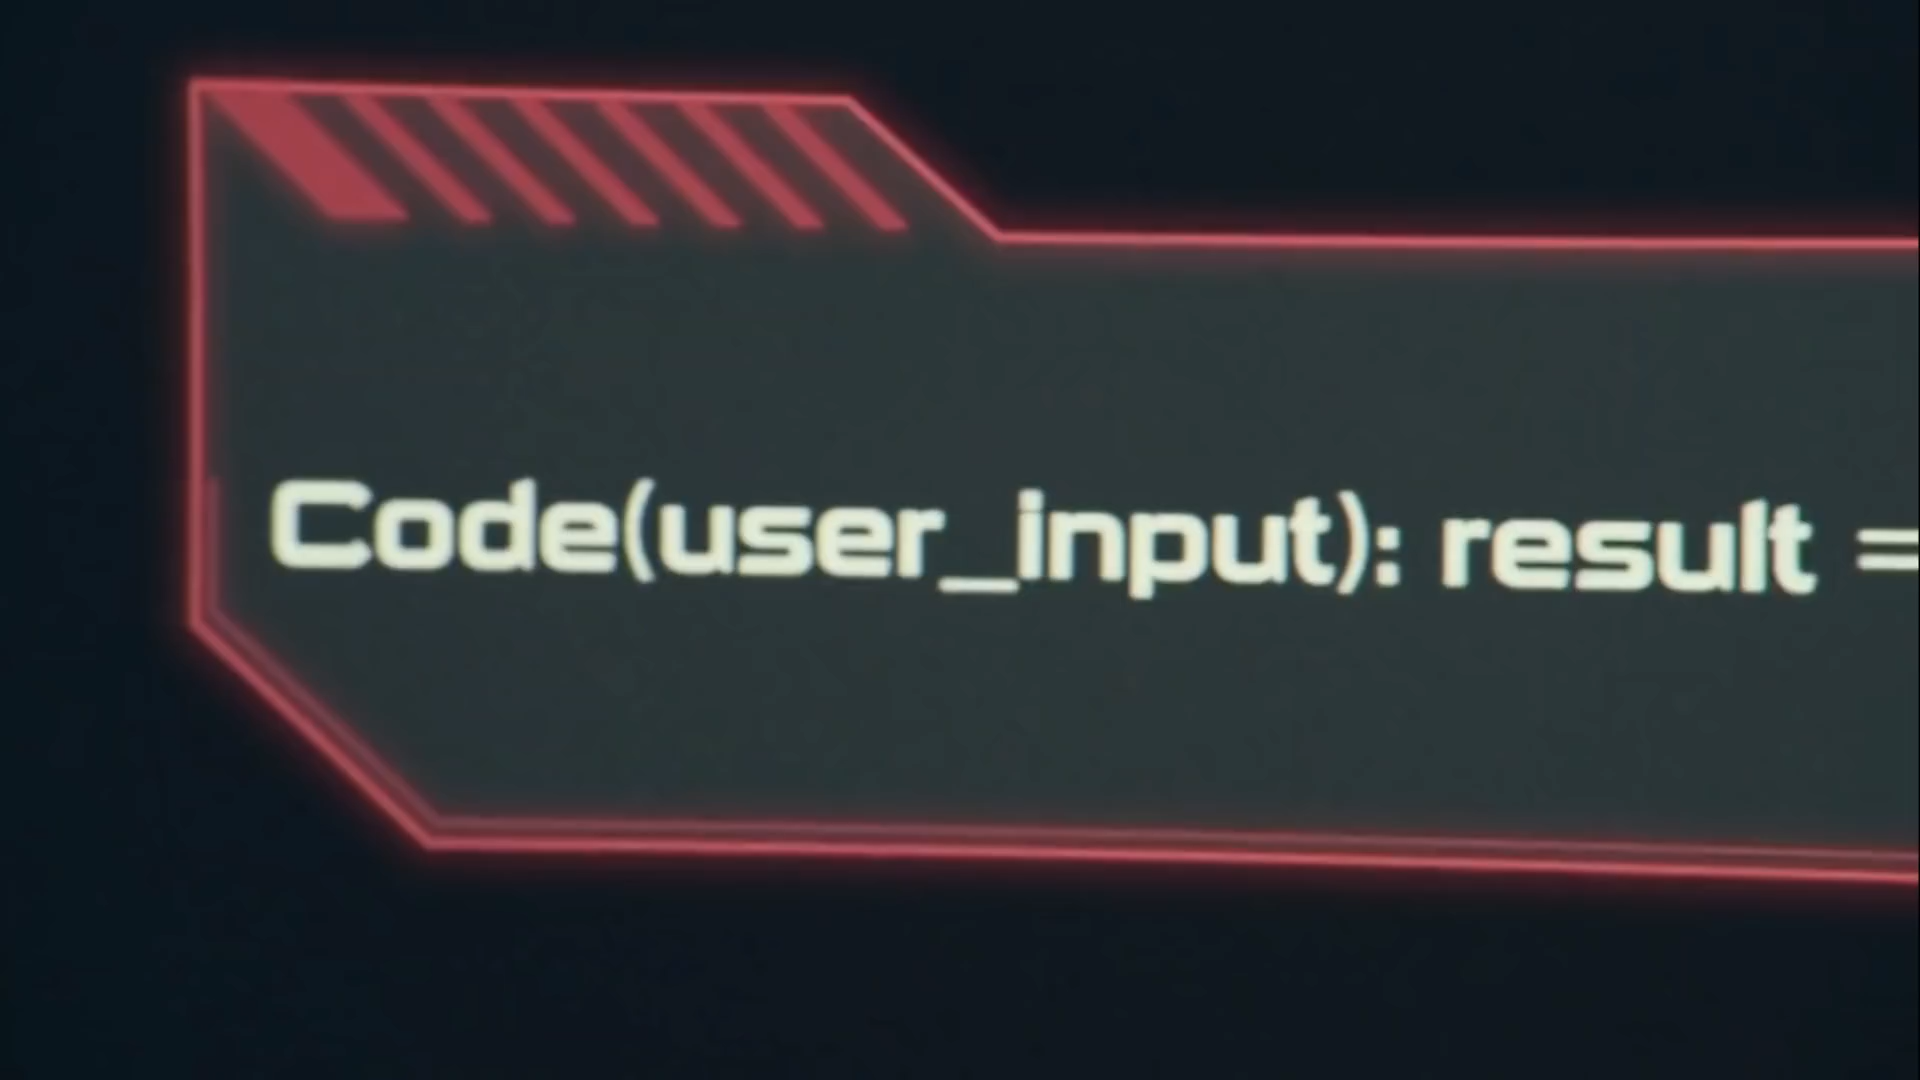 Code(user_input): result =